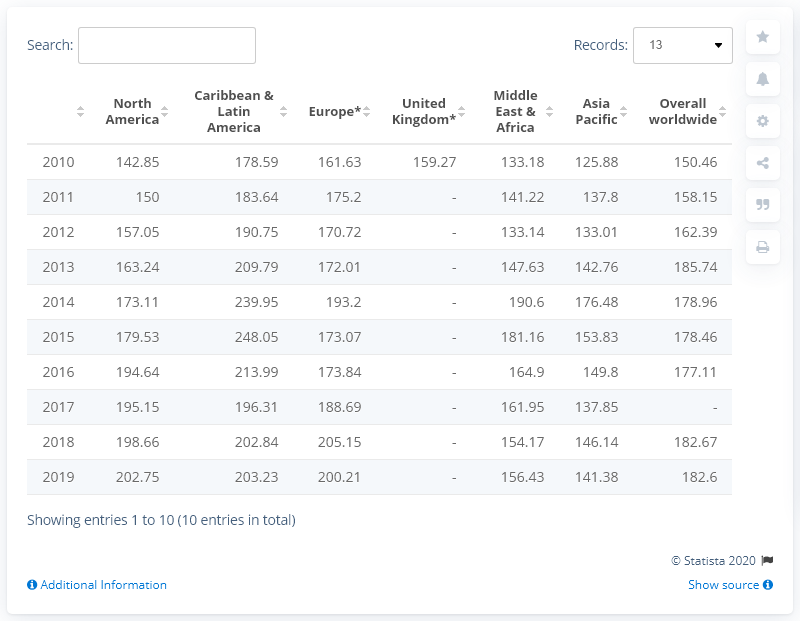 Search: Records: 13
North America Caribbean & Latin America Europe* United Kingdom* Middle East & Africa Asia Pacific Overall worldwide
2010 142.85 178.59 161.63 159.27 133.18 125.88 150.46
2011 150 183.64 175.2 - 141.22 137.8 158.15
2012 157.05 190.75 170.72 - 133.14 133.01 162.39
2013 163.24 209.79 172.01 - 147.63 142.76 185.74
2014 173.11 239.95 193.2 - 190.6 176.48 178.96
2015 179.53 248.05 173.07 - 181.16 153.83 178.46
2016 194.64 213.99 173.84 - 164.9 149.8 177.11
2017 195.15 196.31 188.69 - 161.95 137.85 -
2018 198.66 202.84 205.15 - 154.17 146.14 182.67
2019 202.75 203.23 200.21 - 156.43 141.38 182.6
Showing entries 1 to 10 (10 entries in total)
© Statista 2020
Additional Information Show source